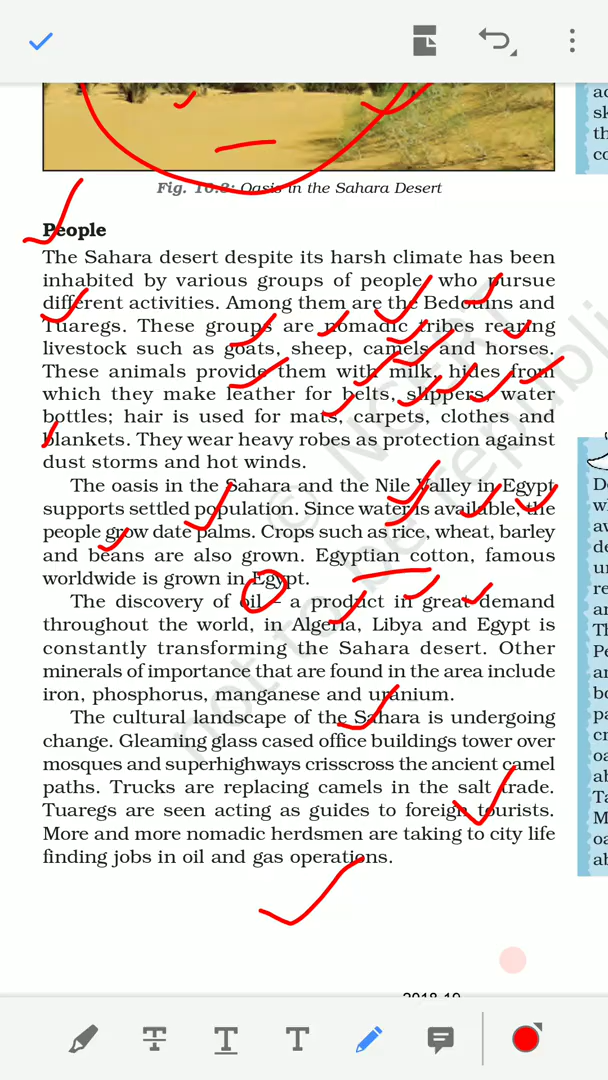 Fig. 10.3: Oasis in the Sahara Desert
People
The Sahara desert despite its harsh climate has been
inhabited by various groups of people, who pursue
different activities. Among them are the Bedouins and
Tuaregs. These groups are nomadic tribes rearing
livestock such as goats, sheep, camels and horses.
These animals provide them with milk, hides from
which they make leather for belts, slippers, water
bottles; hair is used for mats, carpets, clothes and
blankets. They wear heavy robes as protection against
dust storms and hot winds.
The oasis in the Sahara and the Nile Valley in Egypt
supports settled population. Since water is available, the
people grow date palms. Crops such as rice, wheat, barley
and beans are also grown. Egyptian cotton, famous
worldwide is grown in Egypt.
The discovery of oil – a product in great demand
throughout the world, in Algeria, Libya and Egypt is
constantly transforming the Sahara desert. Other
minerals of importance that are found in the area include
iron, phosphorus, manganese and uranium.
The cultural landscape of the Sahara is undergoing
change. Gleaming glass cased office buildings tower over
mosques and superhighways crisscross the ancient camel
paths. Trucks are replacing camels in the salt trade.
Tuaregs are seen acting as guides to foreign tourists.
More and more nomadic herdsmen are taking to city life
finding jobs in oil and gas operations.
© NCERT
not to be republi
2018-19